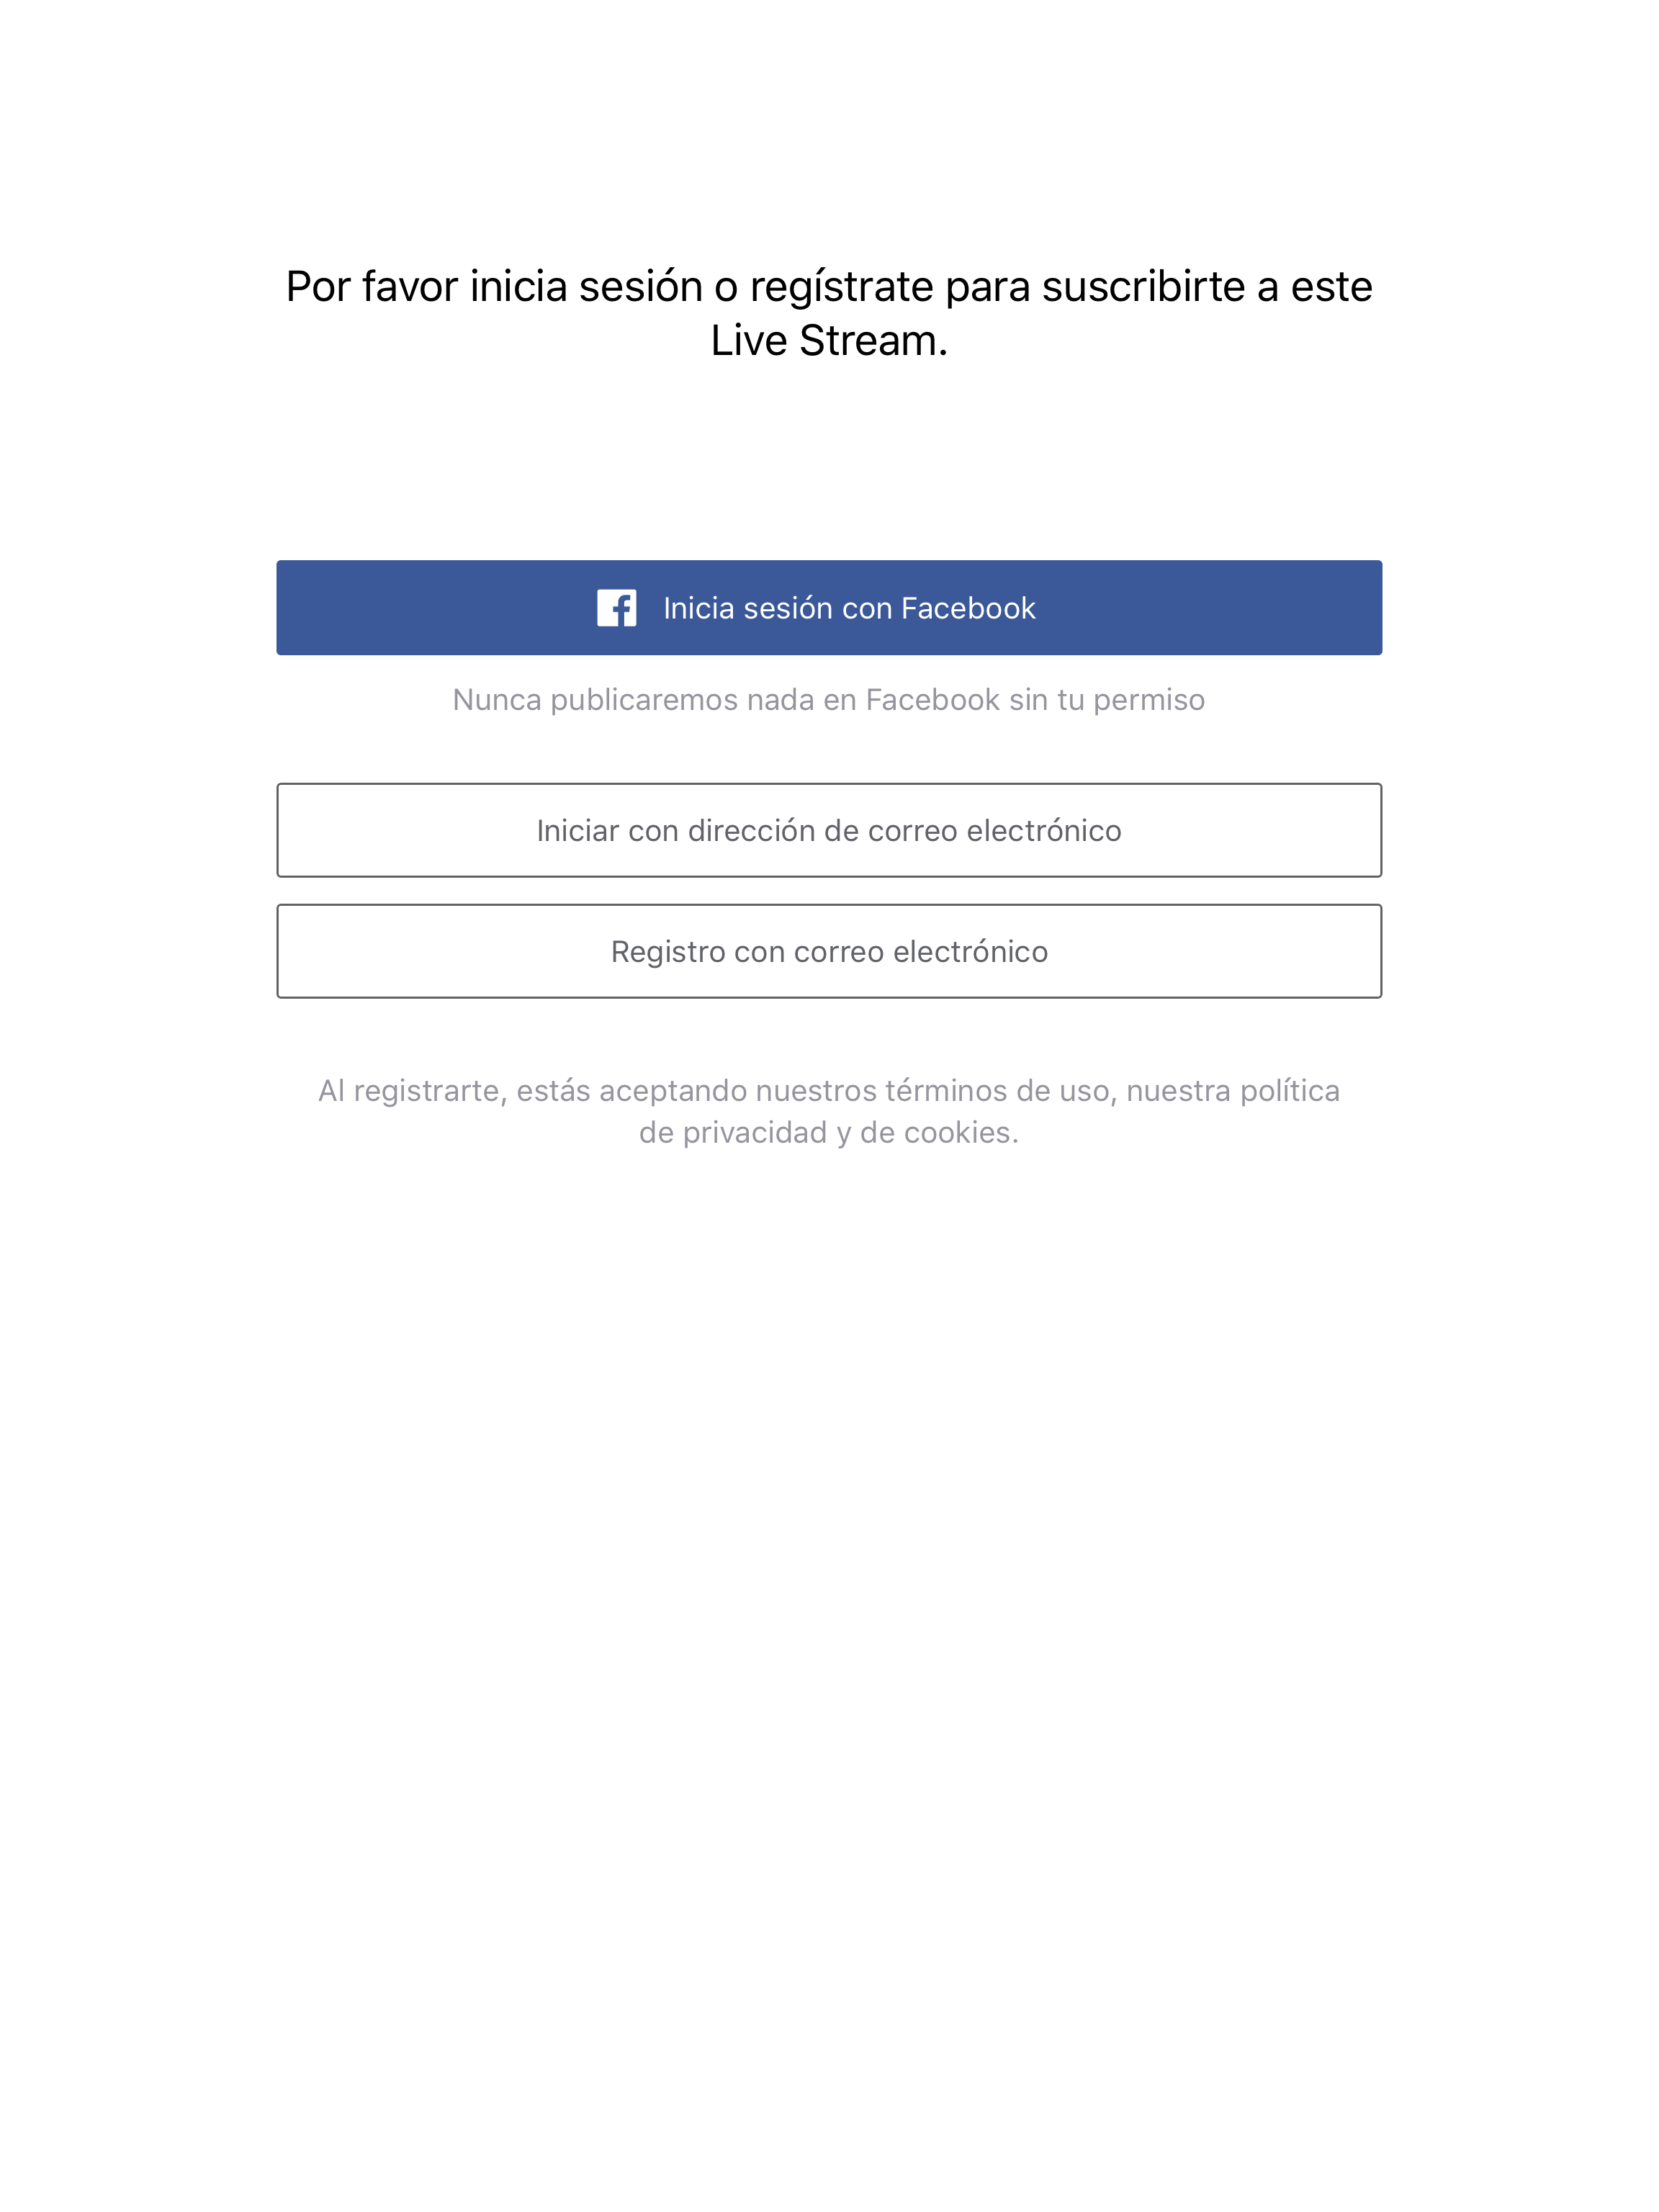 Por favor inicia sesión o regístrate para suscribirte a este
Live Stream.
Inicia sesión con Facebook
Nunca publicaremos nada en Facebook sin tu permiso
Iniciar con dirección de correo electrónico
Registro con correo electrónico
Al registrarte, estás aceptando nuestros términos de uso, nuestra política
de privacidad y de cookies.